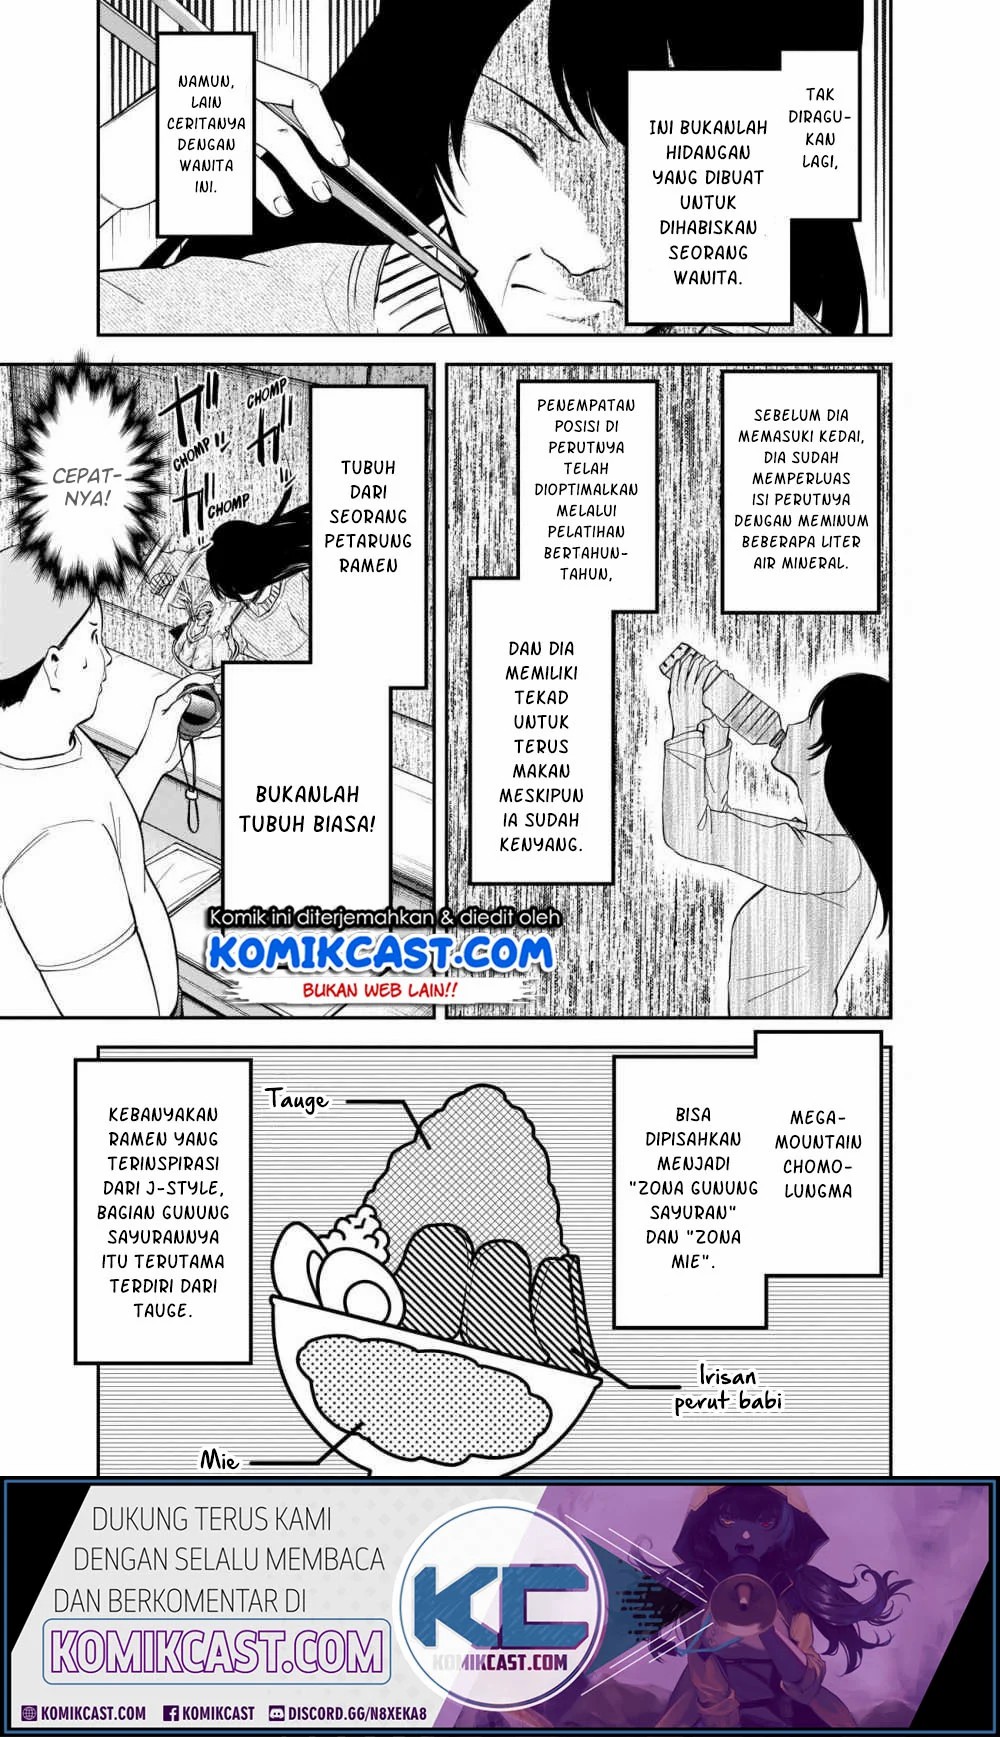 TAK
DIRAGU-
KAN
LAGI,
INI BUKANLAH
HIDANGAN
YANG DIBUAT
UNTUK
DIHABISKAN
SEORANG
WANITA.
NAMUN,
LAIN
CERITANYA
DENGAN
WANITA
INI.
SEBELUM DIA
MEMASUKI KEDAI,
DIA SUDAH
MEMPERLUAS
ISI PERUTNYA
DENGAN MEMINUM
BEBERAPA LITER
AIR MINERAL.
PENEMPATAN
POSISI DI
PERUTNYA
TELAH
DIOPTIMALKAN
MELALUI
PELATIHAN
BERTAHUN-
TAHUN,
DAN DIA
MEMILIKI
TEKAD
UNTUK
TERUS
MAKAN
MESKIPUN
IA SUDAH
KENYANG.
TUBUH
DARI
SEORANG
PETARUNG
RAMEN
BUKANLAH
TUBUH BIASA!
ガ!!
CHOMP
ガ!!
CHOMP
ガ!!
CHOMP
ガ!!
CHOMP
CEPAT-
NYA!
Komik ini diterjemahkan & diedit oleh
KOMIKCAST.COM
BUKAN WEB LAIN!!
MEGA-
MOUNTAIN
CHOMO-
LUNGMA
BISA
DIPISAHKAN
MENJADI
"ZONA GUNUNG
SAYURAN"
DAN "ZONA
MIE".
KEBANYAKAN
RAMEN YANG
TERINSPIRASI
DARI J-STYLE,
BAGIAN GUNUNG
SAYURANNYA
ITU TERUTAMA
TERDIRI DARI
TAUGE.
Tauge
Irisan
perut babi
Mie
DUKUNG TERUS KAMI
DENGAN SELALU MEMBACA
DAN BERKOMENTAR DI
KOMIKCAST.COM
KOMIKCAST.COM
KOMIKCAST
DISCORD.GG/N8XEKA8
KC
KOMIKCAST.COM